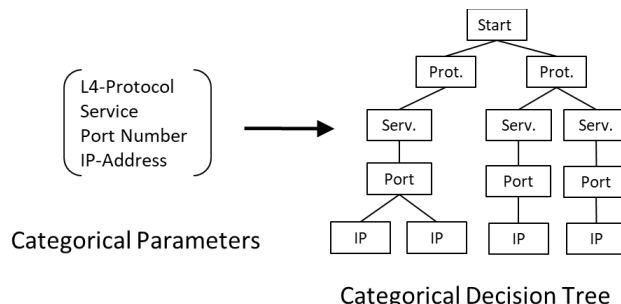 Start
Prot. Prot.
L4-Protocol
Service
Port Number
IP-Address
Serv. Serv. Serv.
Port Port Port
IP IP IP IP
Categorical Parameters
Categorical Decision Tree